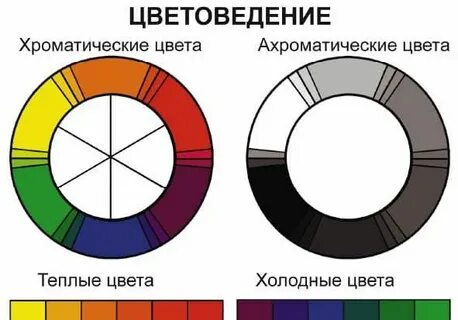 ЦВЕТОВЕДЕНИЕ
Хроматические цвета Ахроматические цвета
Теплые цвета Холодные цвета